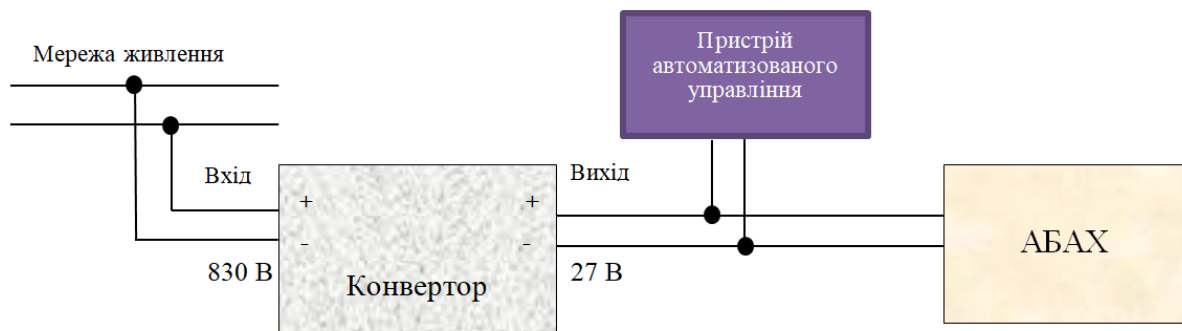 Мережа живлення
Пристрій
автоматизованого
управління
Вхід
Вихід
+
+
-
-
АБАХ
830 В
27 В
Конвертор